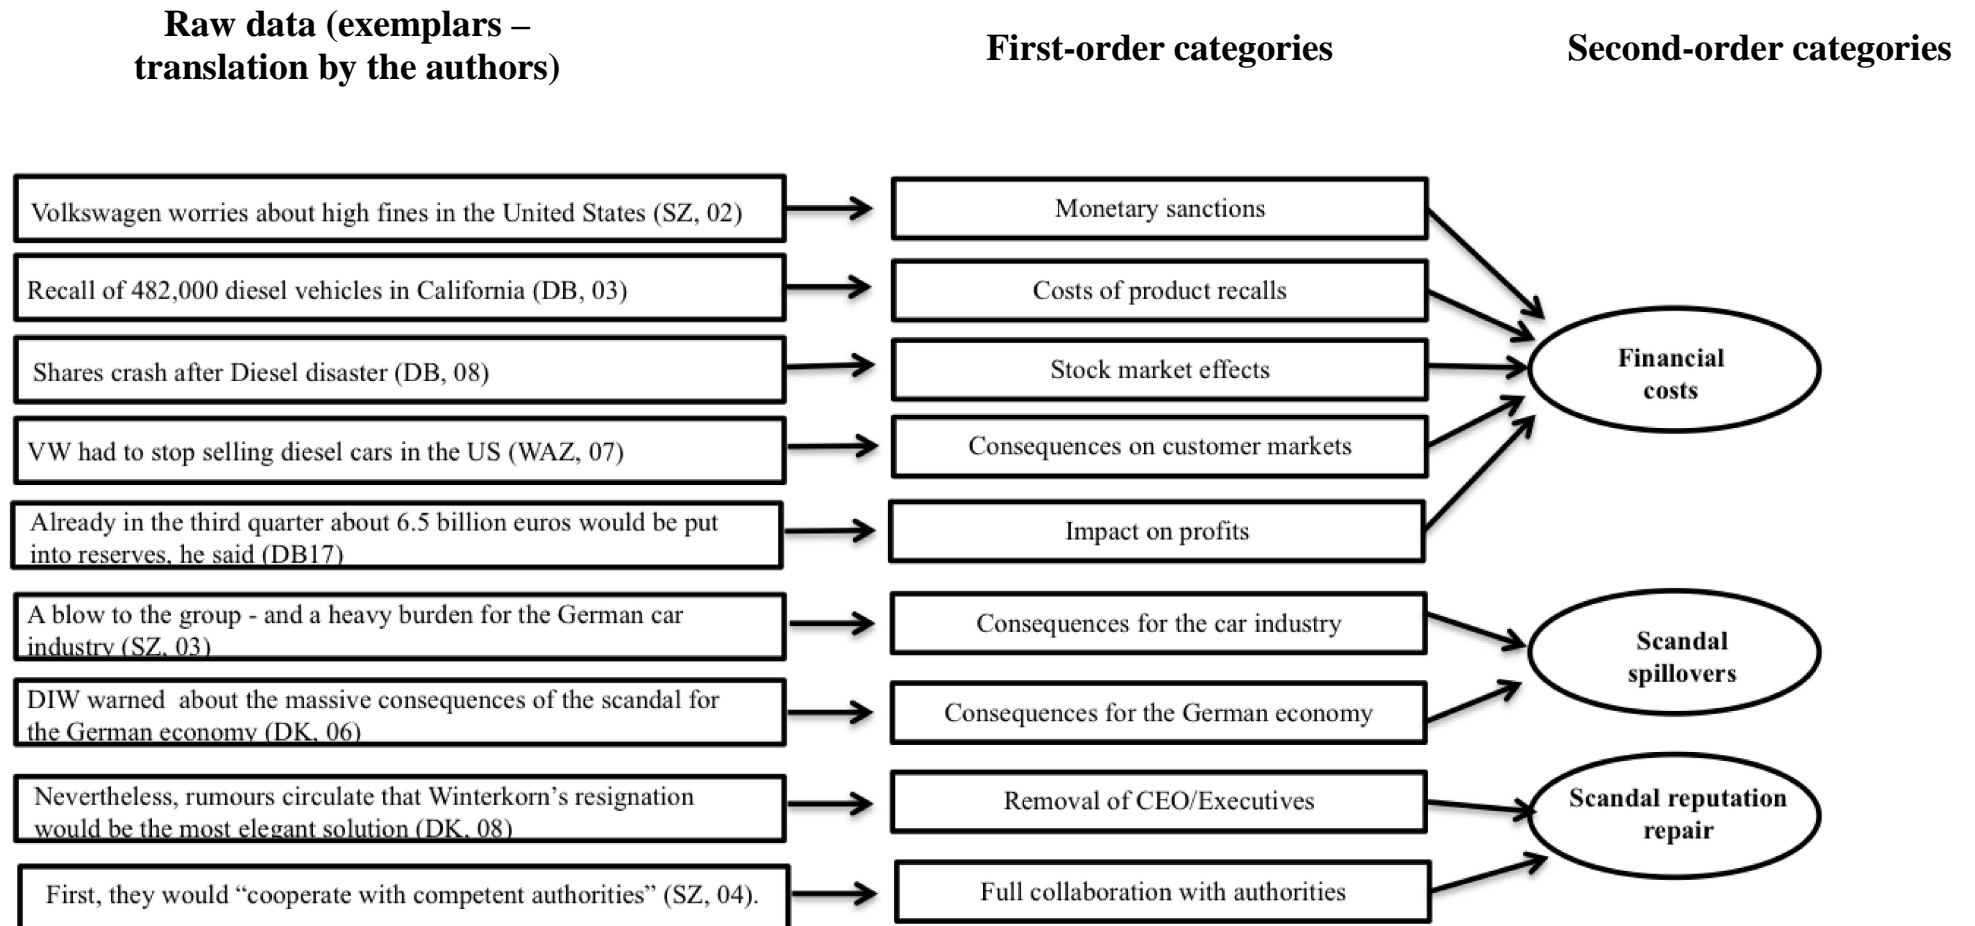 Raw data (exemplars –
translation by the authors)
First-order categories
Second-order categories
Volkswagen worries about high fines in the United States (SZ, 02)
Monetary sanctions
Recall of 482,000 diesel vehicles in California (DB, 03)
Costs of product recalls
Shares crash after Diesel disaster (DB, 08)
Stock market effects
Financial
costs
VW had to stop selling diesel cars in the US (WAZ, 07)
Consequences on customer markets
Already in the third quarter about 6.5 billion euros would be put
into reserves, he said (DB17)
Impact on profits
A blow to the group - and a heavy burden for the German car
industry (SZ, 03)
Consequences for the car industry
Scandal
spillovers
DIW warned  about the massive consequences of the scandal for
the German economy (DK, 06)
Consequences for the German economy
Nevertheless, rumours circulate that Winterkorn’s resignation
would be the most elegant solution (DK, 08)
Removal of CEO/Executives
Scandal reputation
repair
First, they would “cooperate with competent authorities” (SZ, 04).
Full collaboration with authorities